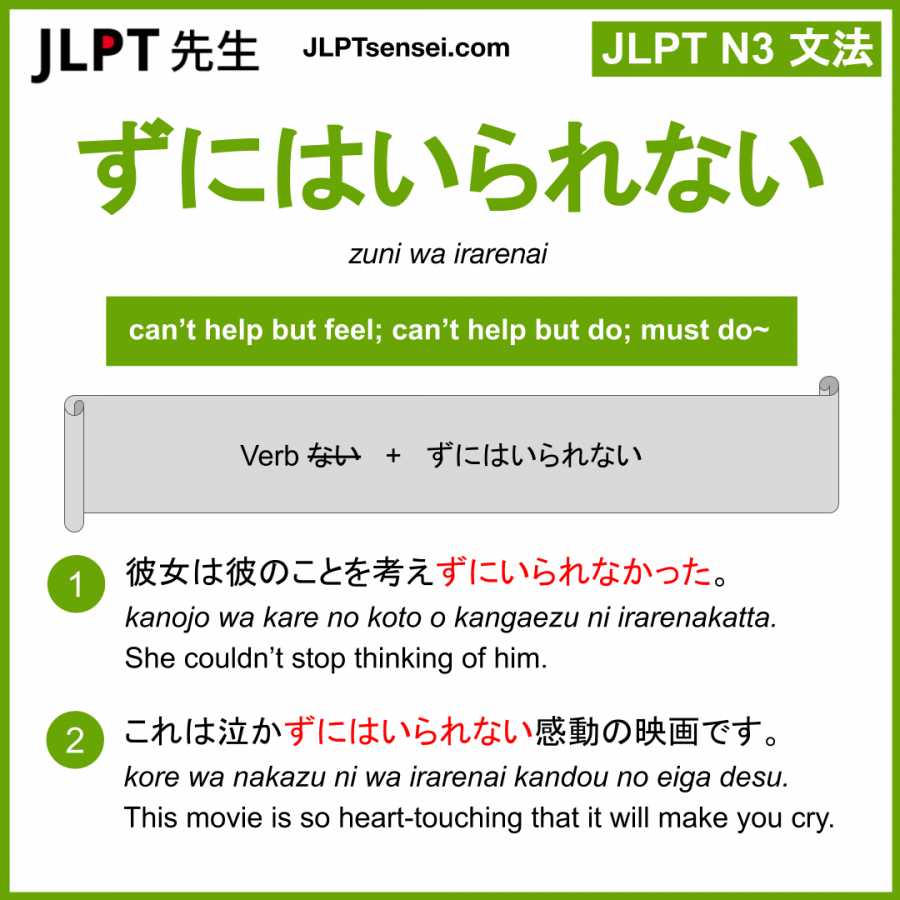 JLPT 先生
JLPTsensei.com
JLPT N3 文法
ずにはいられない
zuni wa irarenai
can't help but feel; can't help but do; must do~
Verb ない + ずにはいられない
1
彼女は彼のことを考えずにいられなかった。
kanojo wa kare no koto o kangaezu ni irarenakatta.
She couldn't stop thinking of him.
2
これは泣かずにはいられない感動の映画です。
kore wa nakazu ni wa irarenai kandou no eiga desu.
This movie is so heart-touching that it will make you cry.